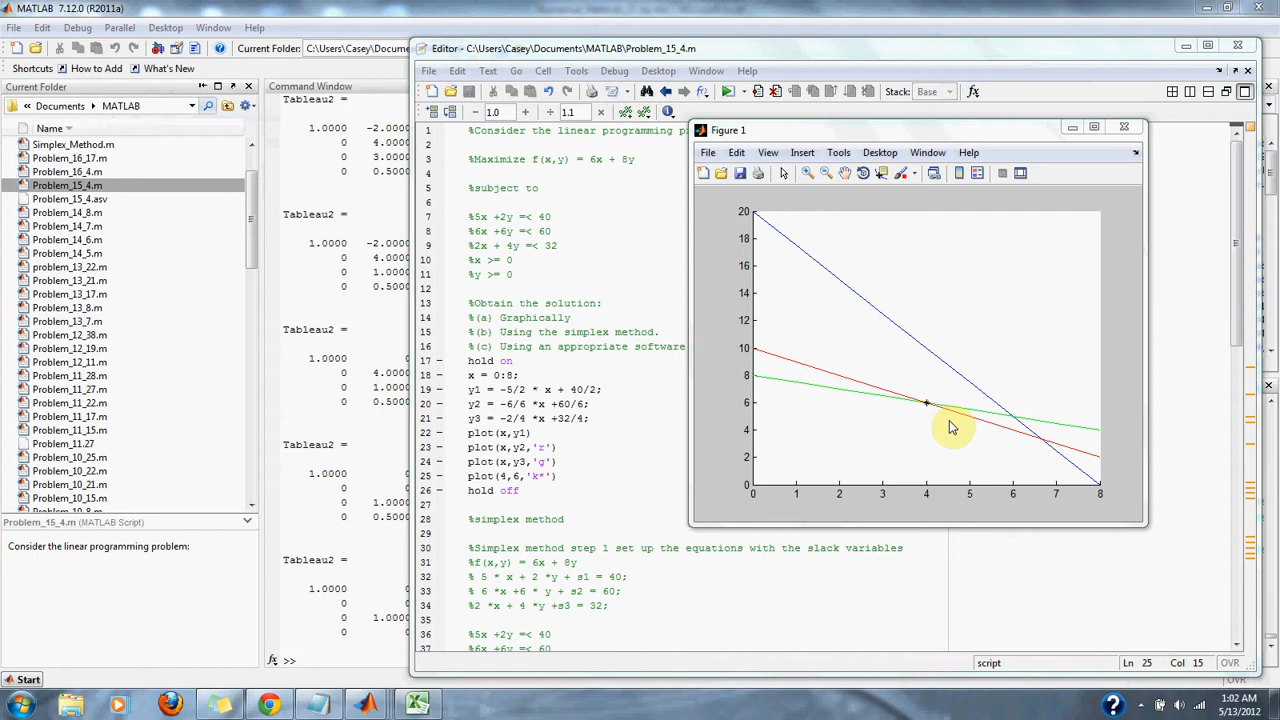 MATLAB 7.12.0 (R2011a)
File Edit Debug Parallel Desktop Window Help
Current Folder: C:\Users\Casey\Docume
Shortcuts How to Add What's New
Current Folder
Documents MATLAB
Name
Simplex_Method.m
Problem_16_17.m
Problem_16_4.m
Problem_15_4.m
Problem_15_4.asv
Problem_14_8.m
Problem_14_7.m
Problem_14_6.m
Problem_14_5.m
problem_13_22.m
Problem_13_21.m
Problem_13_17.m
Problem_13_8.m
Problem_13_7.m
Problem_12_38.m
Problem_12_19.m
Problem_12_11.m
Problem_12_9.m
Problem_11_28.m
Problem_11_27.m
Problem_11.27
Problem_10_22.m
Problem_10_21.m
Problem_10_15.m
Problem_10_8.m
Problem_15_4.m (MATLAB Script)
Consider the linear programming problem:
Start
Command Window
Tableau2 =
1.0000 -2.0000
0 4.0000
0 3.0000
0 0.5000
Tableau2 =
1.0000 -2.0000
0 4.0000
0 1.0000
0 0.5000
Tableau2 =
1.0000 0
0 4.0000
0 1.0000
0 0.5000
Tableau2 =
1.0000 0
0 0
0 1.0000
0 0.5000
Tableau2 =
1.0000 0
0 0
0 1.0000
0 0
fx >>
Editor - C:\Users\Casey\Documents\MATLAB\Problem_15_4.m
File Edit Text Go Cell Tools Debug Desktop Window Help
Stack: Base fx
− 1.0 + ÷ 1.1 ×
1 %Consider the linear programming p
2
3 %Maximize f(x,y) = 6x + 8y
4
5 %subject to
6
7 %5x +2y =< 40
8 %6x +6y =< 60
9 %2x + 4y =< 32
10 %x >= 0
11 %y >= 0
12
13 %Obtain the solution:
14 %(a) Graphically
15 %(b) Using the simplex method.
16 %(c) Using an appropriate software
17 − hold on
18 − x = 0:8;
19 − y1 = -5/2 * x + 40/2;
20 − y2 = -6/6 * x +60/6;
21 − y3 = -2/4 *x +32/4;
22 − plot(x,y1)
23 − plot(x,y2,'r')
24 − plot(x,y3,'g')
25 − plot(4,6,'k*')
26 − hold off
27
28 %simplex method
29
30 %Simplex method step 1 set up the equations with the slack variables
31 %f(x,y) = 6x + 8y
32 % 5 * x + 2 *y + s1 = 40;
33 % 6 *x +6 * y + s2 = 60;
34 %2 *x + 4 *y +s3 = 32;
35
36 %5x +2y =< 40
37 %6x +6y =< 60
script Ln 25 Col 15 OVR
OVR
Figure 1
File Edit View Insert Tools Desktop Window Help
20
18
16
14
12
10
8
6
4
2
0
0 1 2 3 4 5 6 7 8
1:02 AM
5/13/2012